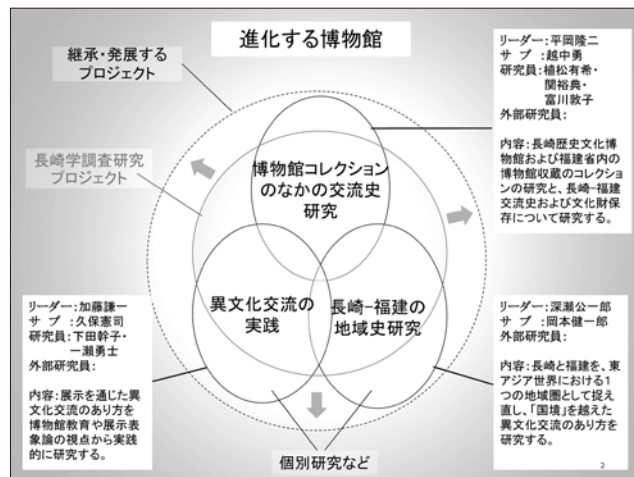 進化する博物館
継承・発展する
プロジェクト
長崎学調査研究
プロジェクト
博物館コレクション
のなかの交流史
研究
異文化交流の
実践
長崎−福建の
地域史研究
個別研究など
リーダー:平岡隆二
サ ブ :越中勇
研究員:植松有希・
関裕典・
富川敦子
外部研究員:
内容:長崎歴史文化博
物館および福建省内の
博物館収蔵のコレクショ
ンの研究と、長崎−福建
交流史および文化財保
存について研究する。
リーダー:加藤謙一
サ ブ :久保憲司
研究員:下田幹子・
一瀬勇士
外部研究員:
内容:展示を通じた異
文化交流のあり方を
博物館教育や展示表
象論の視点から実践
的に研究する。
リーダー:深瀬公一郎
サ ブ :岡本健一郎
外部研究員:
内容:長崎と福建を、東
アジア世界における1
つの地域圏として捉え
直し、「国境」を越えた
異文化交流のあり方を
研究する。
2